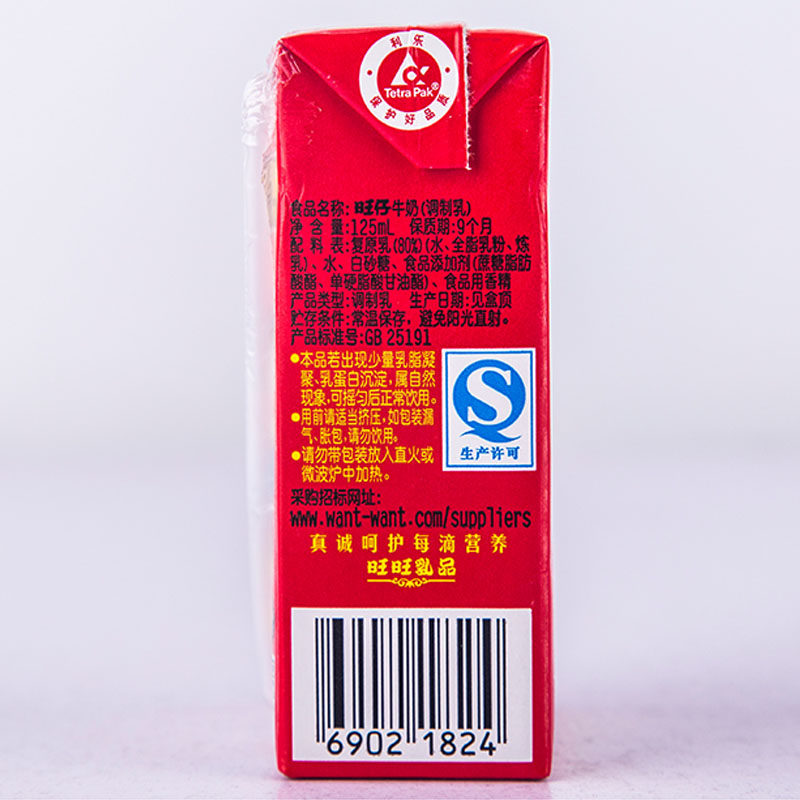 利乐
Tetra Pak®
保护好品质
食品名称:旺仔牛奶(调制乳)
净含量:125mL 保质期:9个月
配料表:复原乳(80%)(水、全脂乳粉、炼
乳)、水、白砂糖、食品添加剂(蔗糖脂肪
酸酯、单硬脂酸甘油酯)、食品用香精
产品类型:调制乳 生产日期:见盒顶
贮存条件:常温保存,避免阳光直射。
产品标准号:GB 25191
●本品若出现少量乳脂凝
聚、乳蛋白沉淀,属自然
现象,可摇匀后正常饮用。
●用前请适当挤压,如包装漏
气、胀包,请勿饮用。
●请勿带包装放入直火或
微波炉中加热。
S
生产许可
采购招标网址:
www.want-want.com/suppliers
真诚呵护每滴营养
旺旺乳品
6902 1824